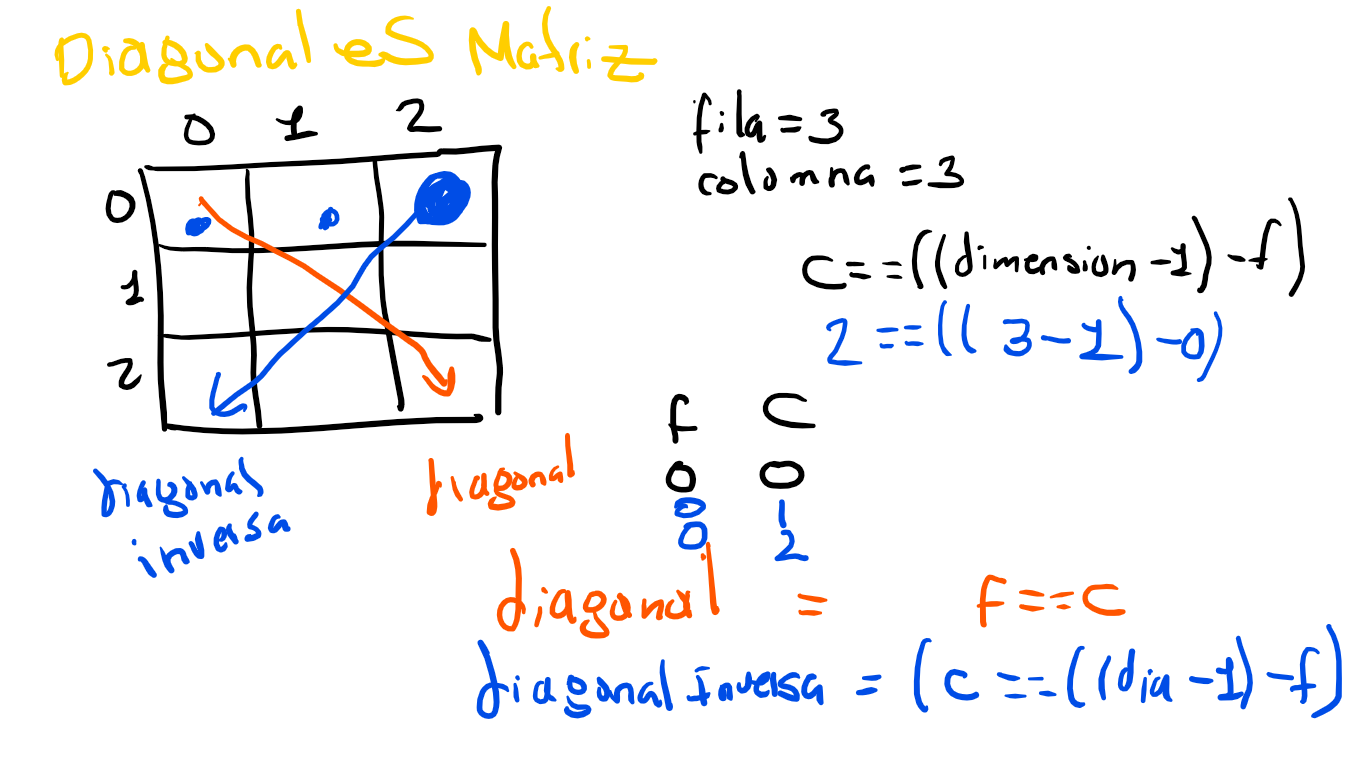 Diagonal es Matriz
0 1 2
0
1
2
fila = 3
columna = 3
c == ((dimension - 1) - f)
2 == (( 3 - 1) - 0)
f C
0 0
0 1
0 2
diagonal inversa
diagonal
diagonal = f == c
diagonal Inversa = (c == ((dia - 1) - f)